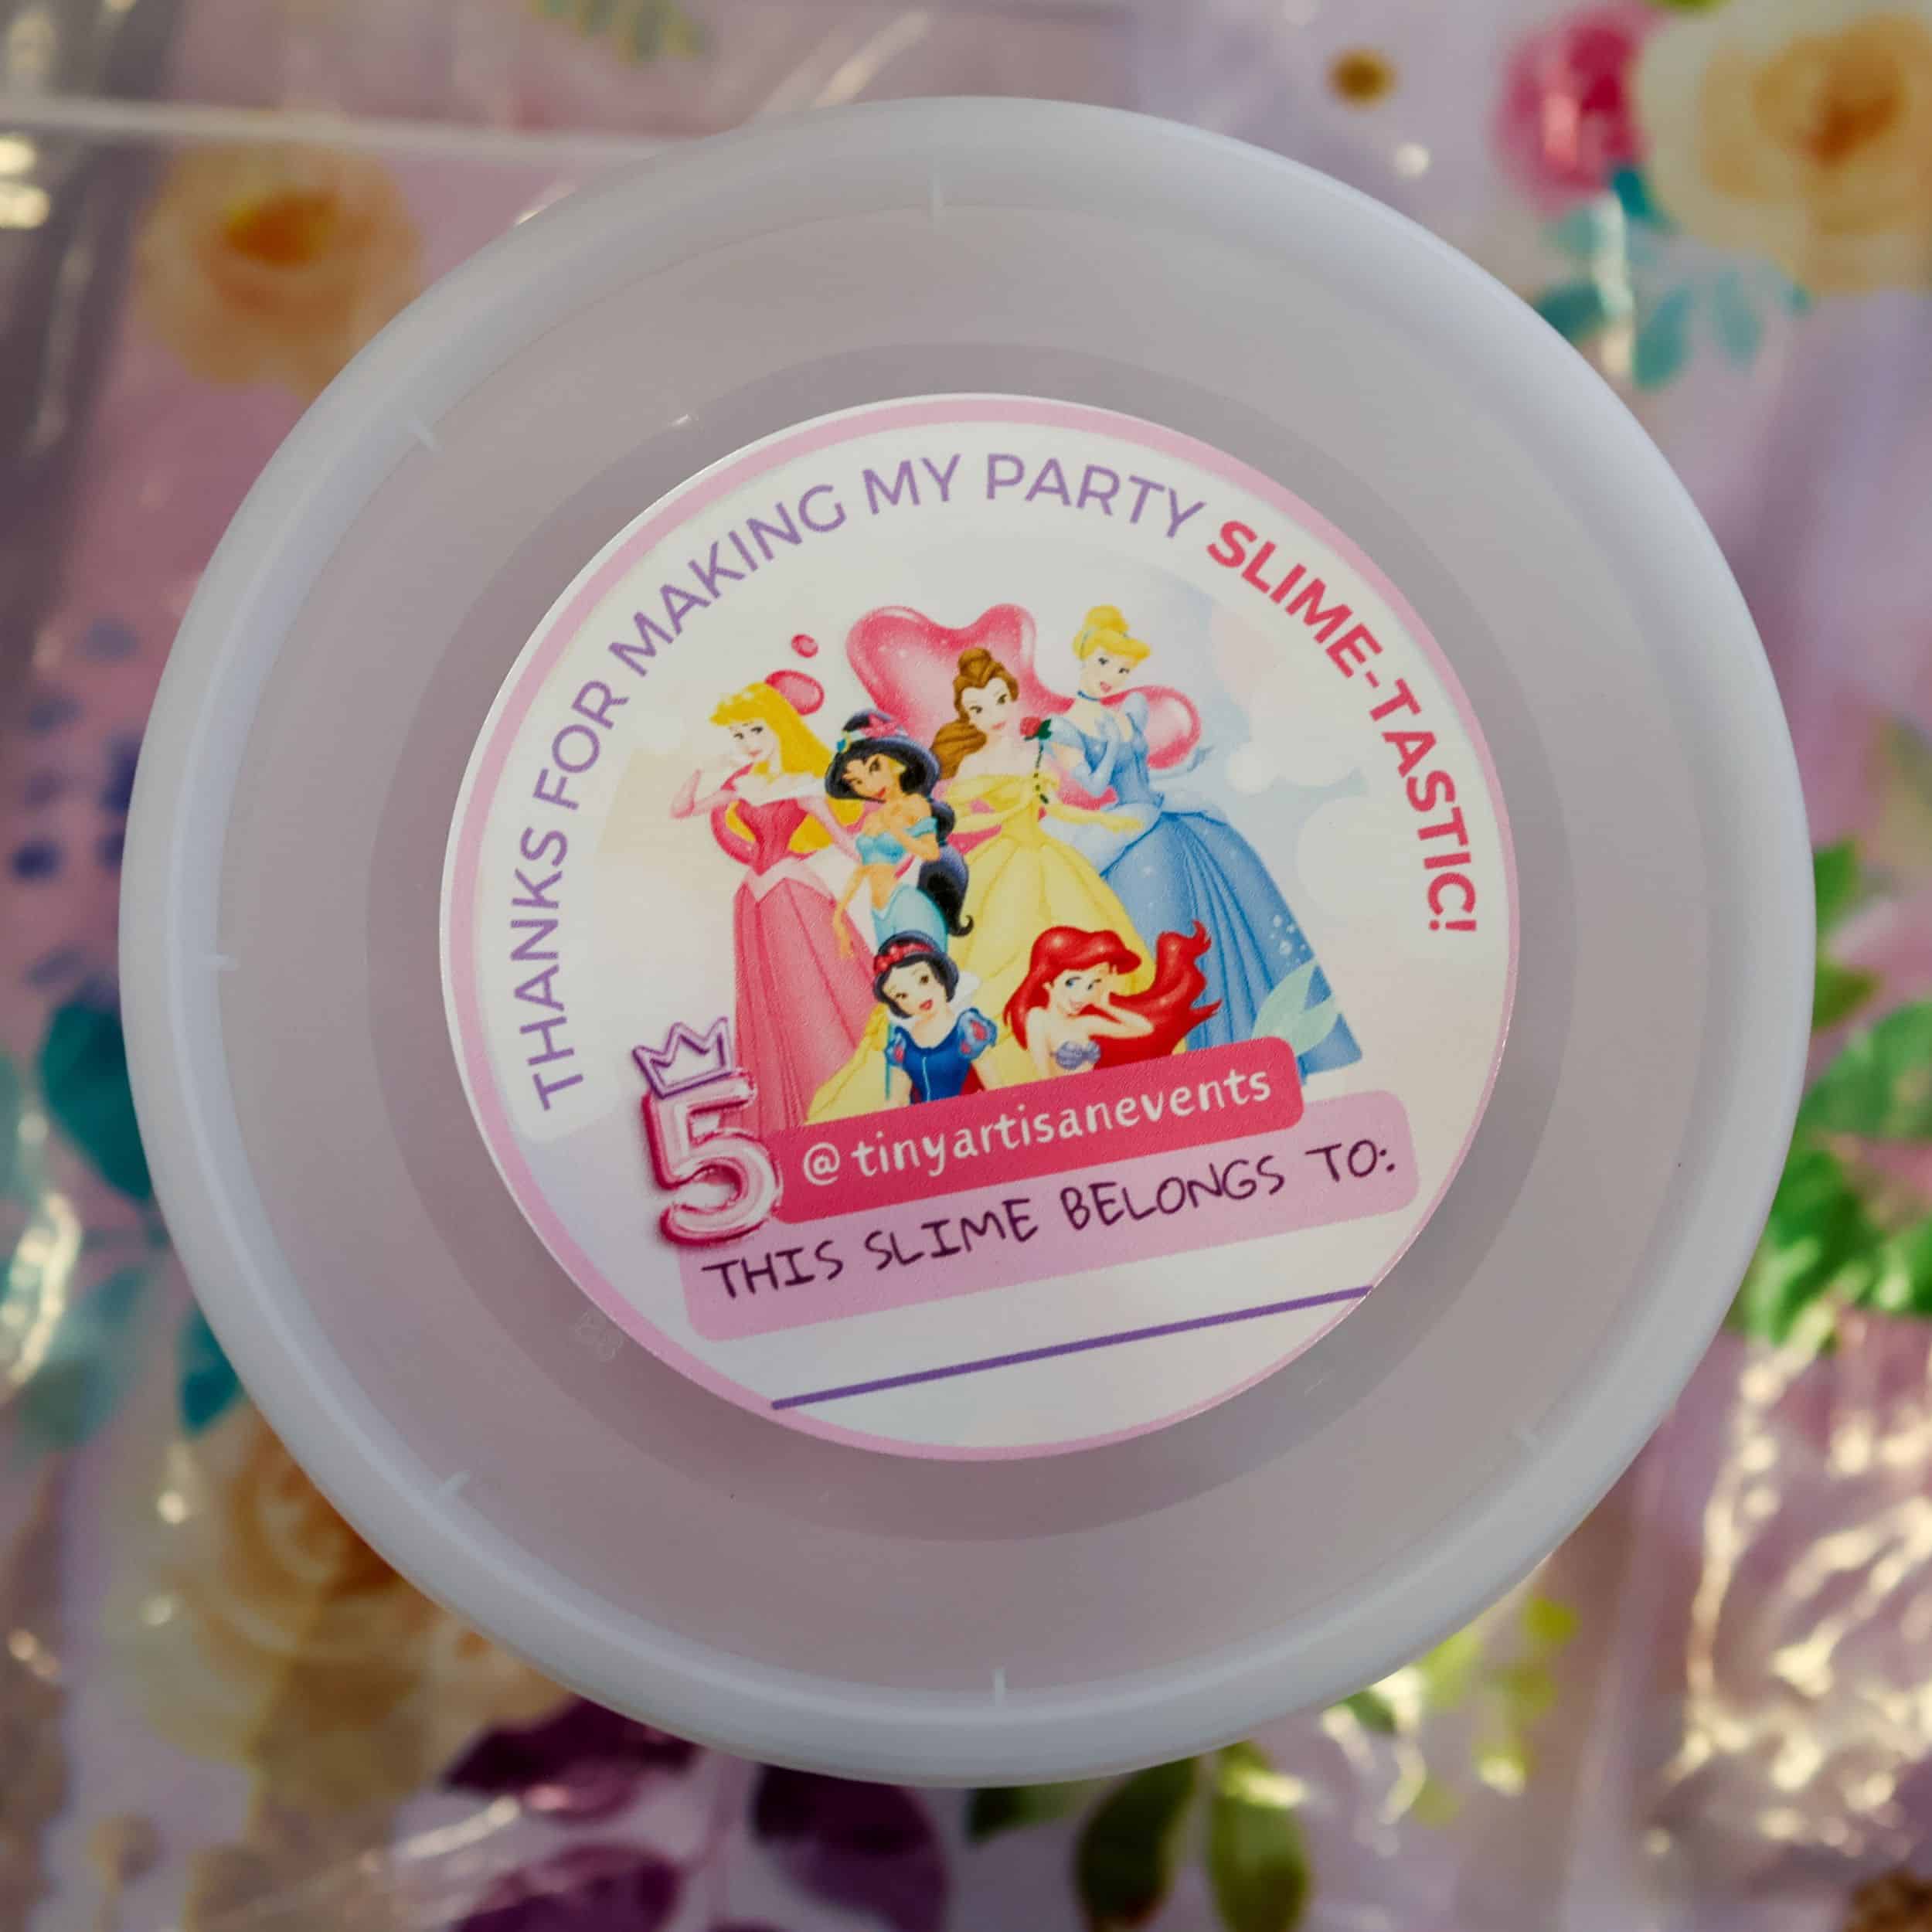 THANKS FOR MAKING MY PARTY SLIME-TASTIC!
5
@tinyartisanevents
THIS SLIME BELONGS TO: